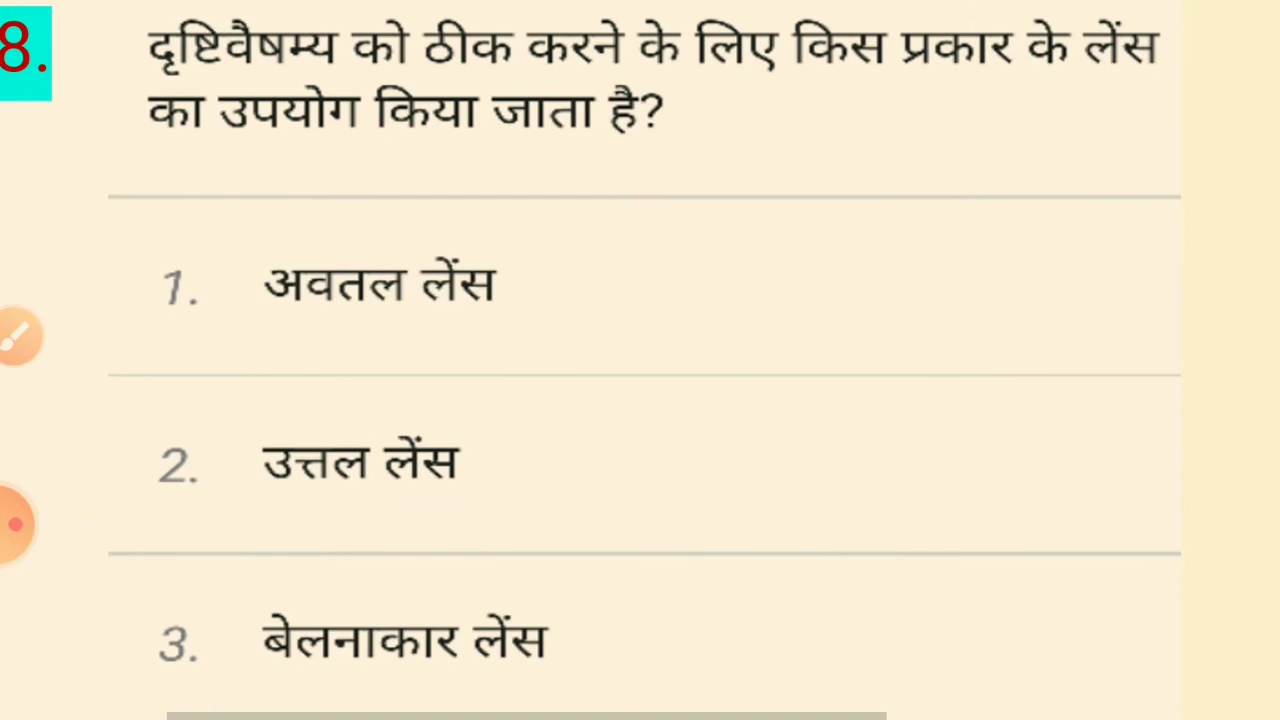 8.
दृष्टिवैषम्य को ठीक करने के लिए किस प्रकार के लेंस
का उपयोग किया जाता है?
1. अवतल लेंस
2. उत्तल लेंस
3. बेलनाकार लेंस